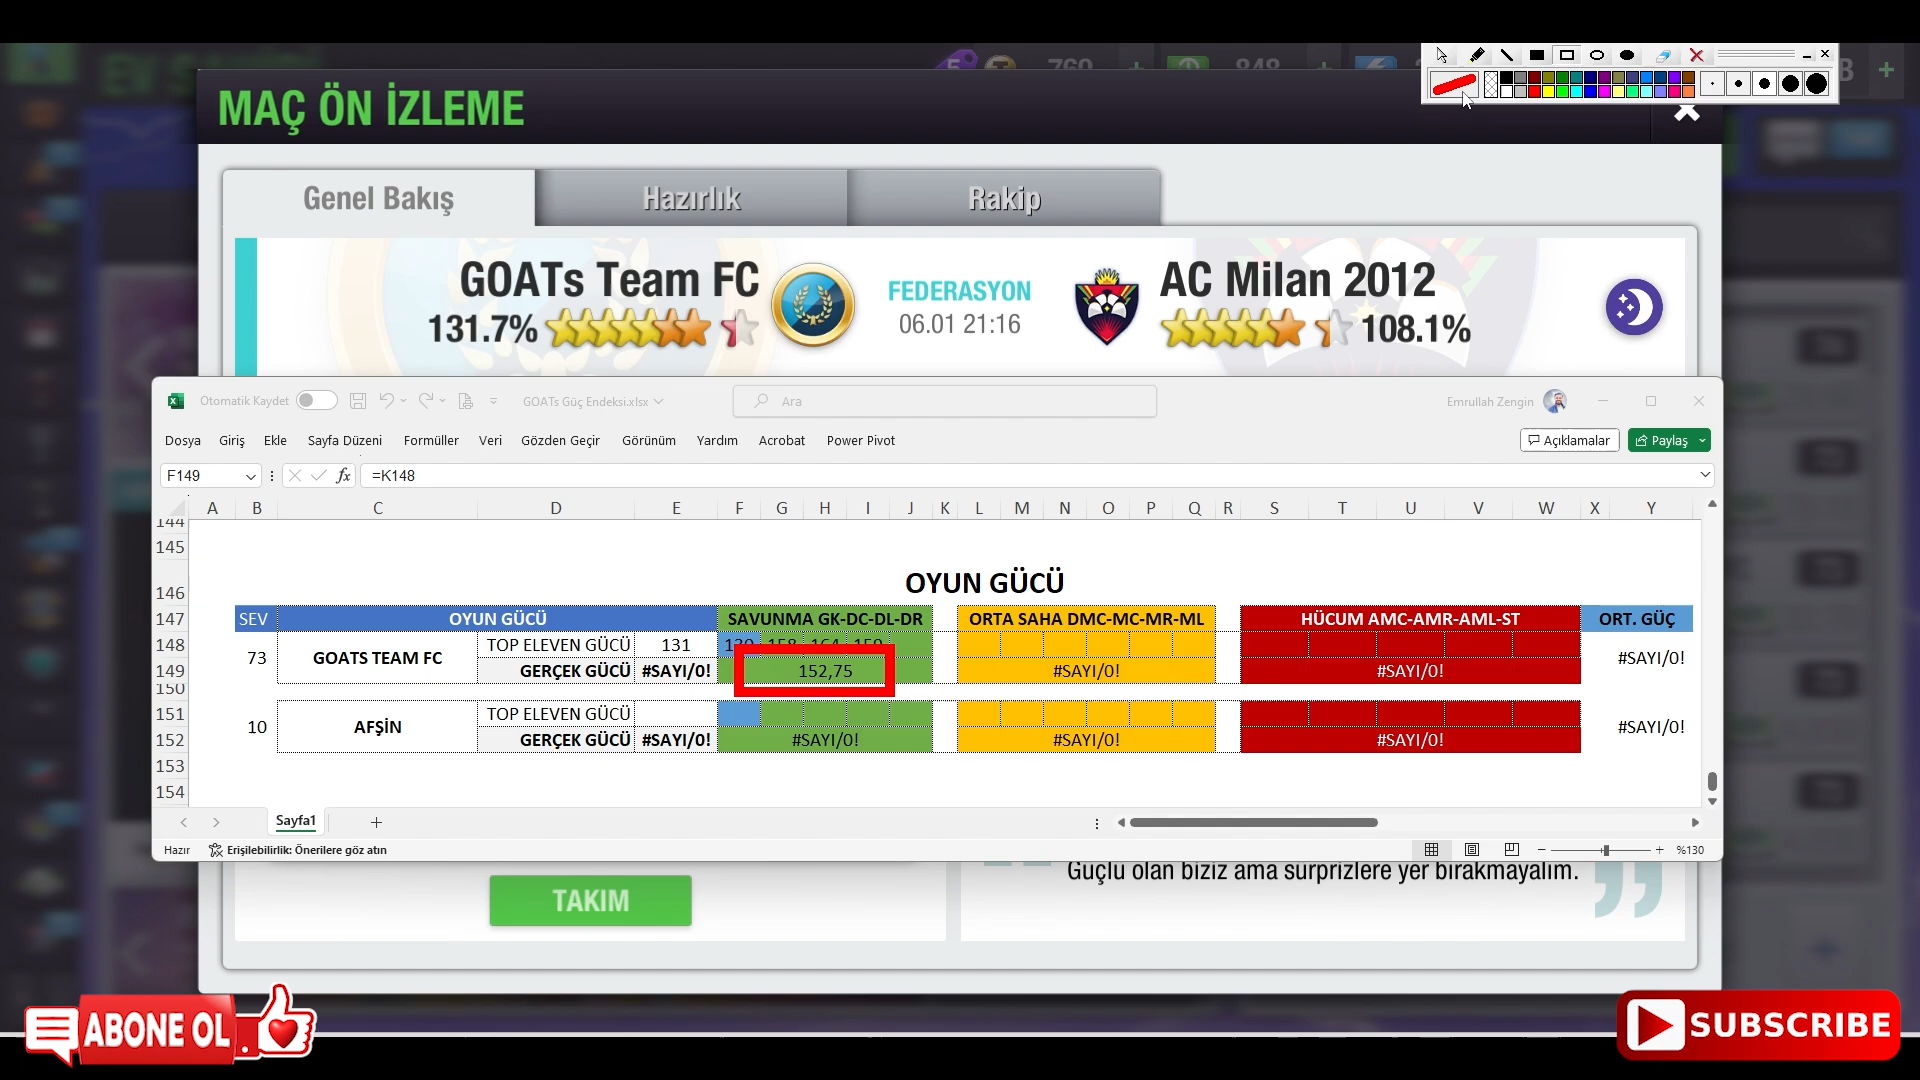 MAÇ ÖN İZLEME
Genel Bakış
Hazırlık
Rakip
GOATs Team FC
131.7%
FEDERASYON
06.01 21:16
AC Milan 2012
108.1%
Otomatik Kaydet
GOATs Güç Endeksi.xlsx
Ara
Emrullah Zengin
Dosya Giriş Ekle Sayfa Düzeni Formüller Veri Gözden Geçir Görünüm Yardım Acrobat Power Pivot
Açıklamalar
Paylaş
F149
fx
=K148
A B C D E F G H I J K L M N O P Q R S T U V W X Y
144
145
146 OYUN GÜCÜ
147 SEV OYUN GÜCÜ SAVUNMA GK-DC-DL-DR ORTA SAHA DMC-MC-MR-ML HÜCUM AMC-AMR-AML-ST ORT. GÜÇ
148 73 GOATS TEAM FC TOP ELEVEN GÜCÜ 131
149 GERÇEK GÜCÜ #SAYI/0! 152,75 #SAYI/0! #SAYI/0! #SAYI/0!
150
151 10 AFŞİN TOP ELEVEN GÜCÜ
152 GERÇEK GÜCÜ #SAYI/0! #SAYI/0! #SAYI/0! #SAYI/0! #SAYI/0!
153
154
Sayfa1
Hazır
Erişilebilirlik: Önerilere göz atın
%130
Güçlü olan biziz ama sürprizlere yer bırakmayalım.
TAKIM
ABONE OL
SUBSCRIBE